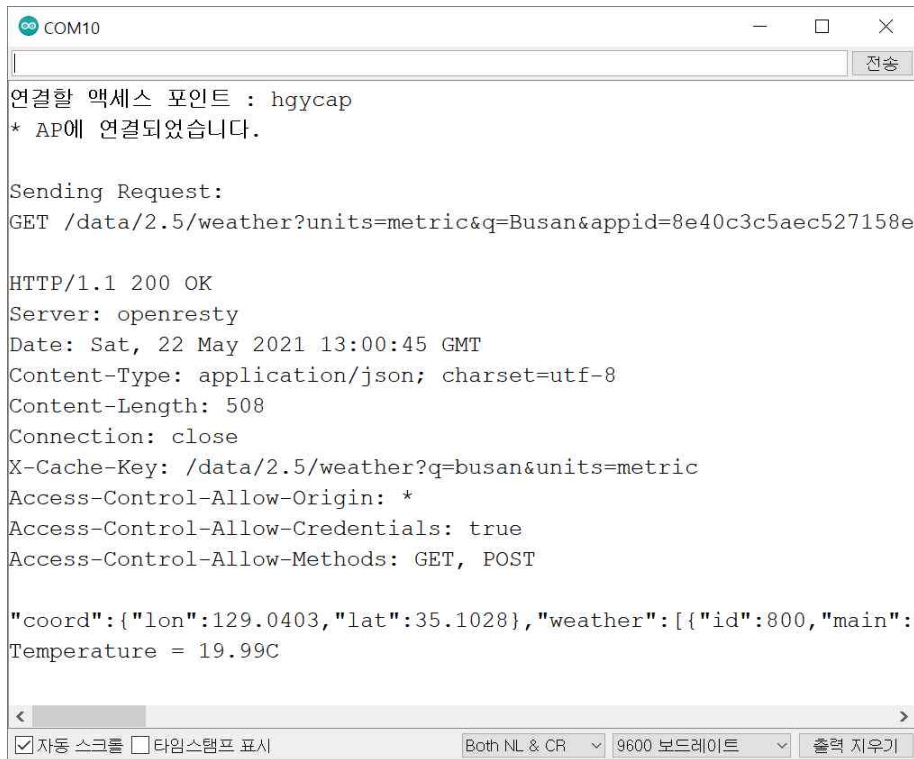 COM10
전송
연결할 액세스 포인트 : hgycap
* AP에 연결되었습니다.
Sending Request:
GET /data/2.5/weather?units=metric&q=Busan&appid=8e40c3c5aec527158e
HTTP/1.1 200 OK
Server: openresty
Date: Sat, 22 May 2021 13:00:45 GMT
Content-Type: application/json; charset=utf-8
Content-Length: 508
Connection: close
X-Cache-Key: /data/2.5/weather?q=busan&units=metric
Access-Control-Allow-Origin: *
Access-Control-Allow-Credentials: true
Access-Control-Allow-Methods: GET, POST
"coord":{"lon":129.0403,"lat":35.1028},"weather":[{"id":800,"main":
Temperature = 19.99C
자동 스크롤 타임스탬프 표시 Both NL & CR 9600 보드레이트 출력 지우기